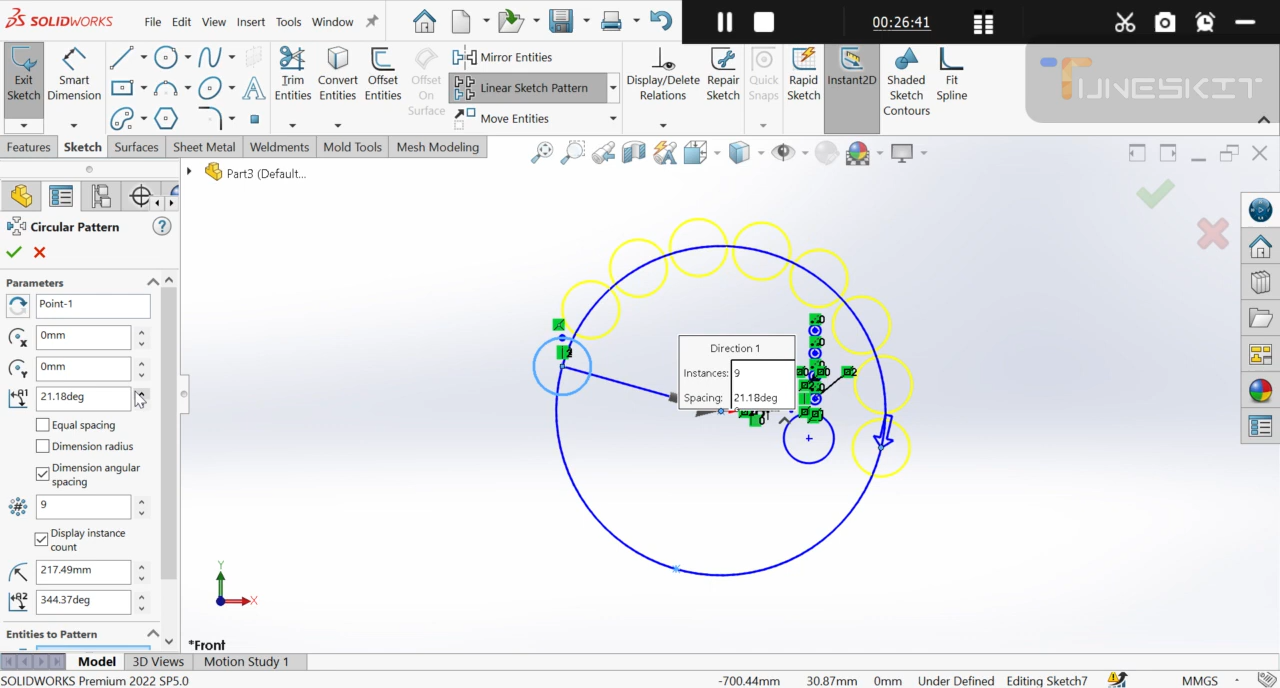 SOLIDWORKS
File Edit View Insert Tools Window
00:26:41
TUNESKIT
Exit Sketch
Smart Dimension
Trim Entities
Convert Entities
Offset Entities
Offset On Surface
Mirror Entities
Linear Sketch Pattern
Move Entities
Display/Delete Relations
Repair Sketch
Quick Snaps
Rapid Sketch
Instant2D
Shaded Sketch Contours
Fit Spline
Features Sketch Surfaces Sheet Metal Weldments Mold Tools Mesh Modeling
Part3 (Default...
Circular Pattern
Parameters
Point-1
0mm
0mm
21.18deg
Equal spacing
Dimension radius
Dimension angular
spacing
9
Display instance
count
217.49mm
344.37deg
Entities to Pattern
Direction 1
Instances: 9
Spacing: 21.18deg
Y
X
*Front
Model 3D Views Motion Study 1
SOLIDWORKS Premium 2022 SP5.0
-700.44mm 30.87mm 0mm Under Defined Editing Sketch7 MMGS